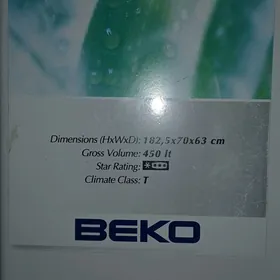 Dimensions (HxWxD): 182,5x70x63 cm
Gross Volume: 450 lt
Star Rating: 
Climate Class: T
BEKO